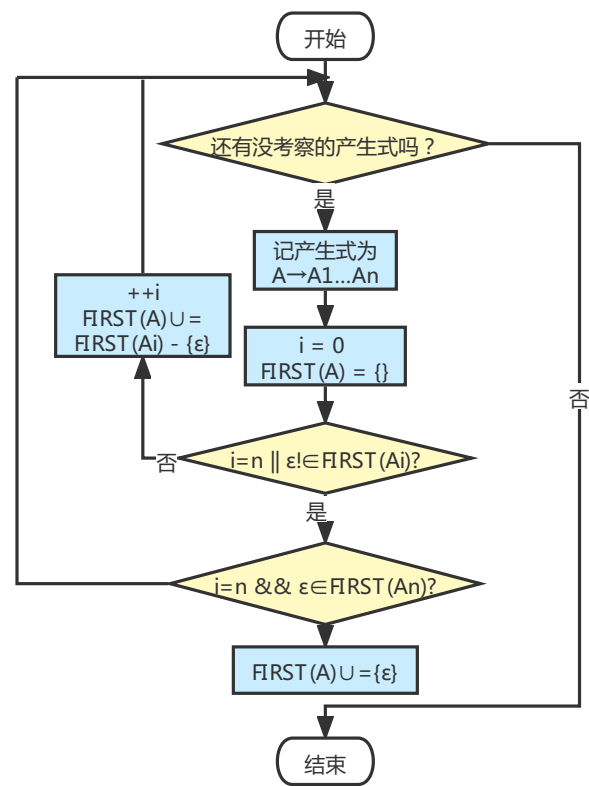 开始
还有没考察的产生式吗？
是
记产生式为
A→A1...An
++i
FIRST(A)∪=
FIRST(Ai) - {ε}
i = 0
FIRST(A) = {}
否
i=n || ε!∈FIRST(Ai)?
否
是
i=n && ε∈FIRST(An)?
FIRST(A)∪={ε}
结束